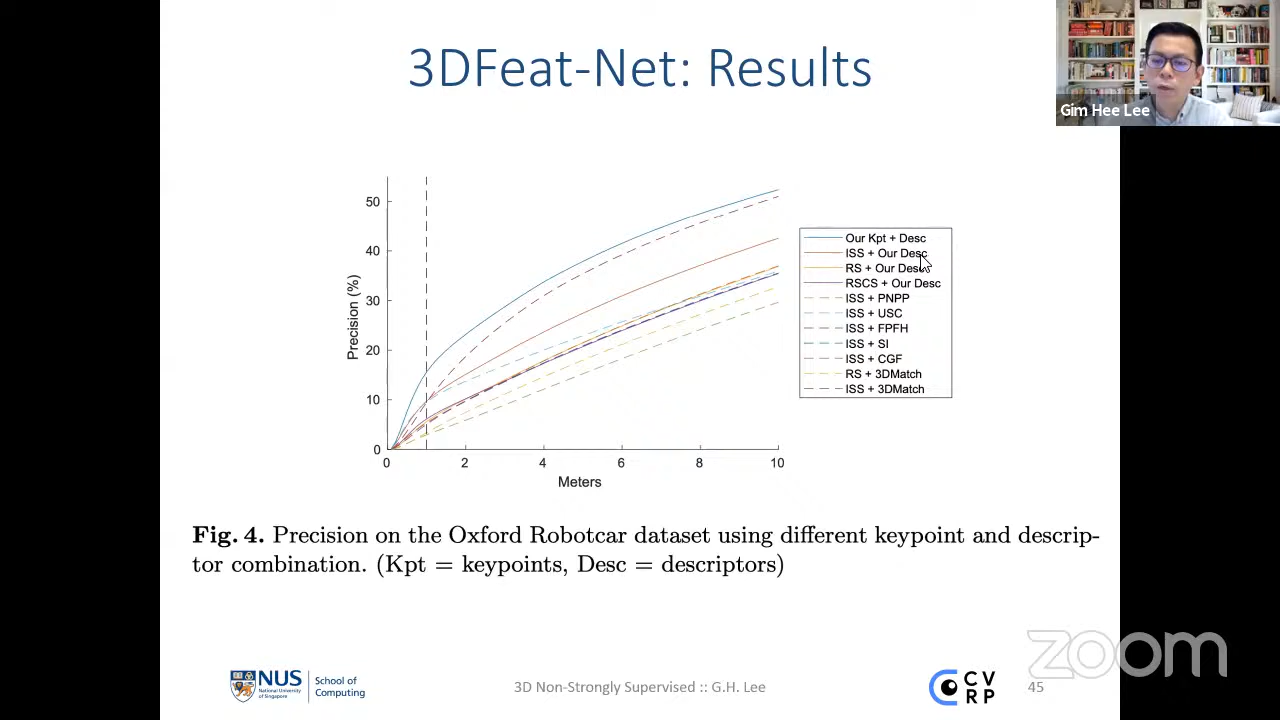 3DFeat-Net: Results
Gim Hee Lee
50
40
30
20
10
0
Precision (%)
0 2 4 6 8 10
Meters
Our Kpt + Desc
ISS + Our Desc
RS + Our Desc
RSCS + Our Desc
ISS + PNPP
ISS + USC
ISS + FPFH
ISS + SI
ISS + CGF
RS + 3DMatch
ISS + 3DMatch
Fig. 4. Precision on the Oxford Robotcar dataset using different keypoint and descrip-
tor combination. (Kpt = keypoints, Desc = descriptors)
zoom
NUS
National University
of Singapore
School of
Computing
3D Non-Strongly Supervised :: G.H. Lee
CV
RP
45